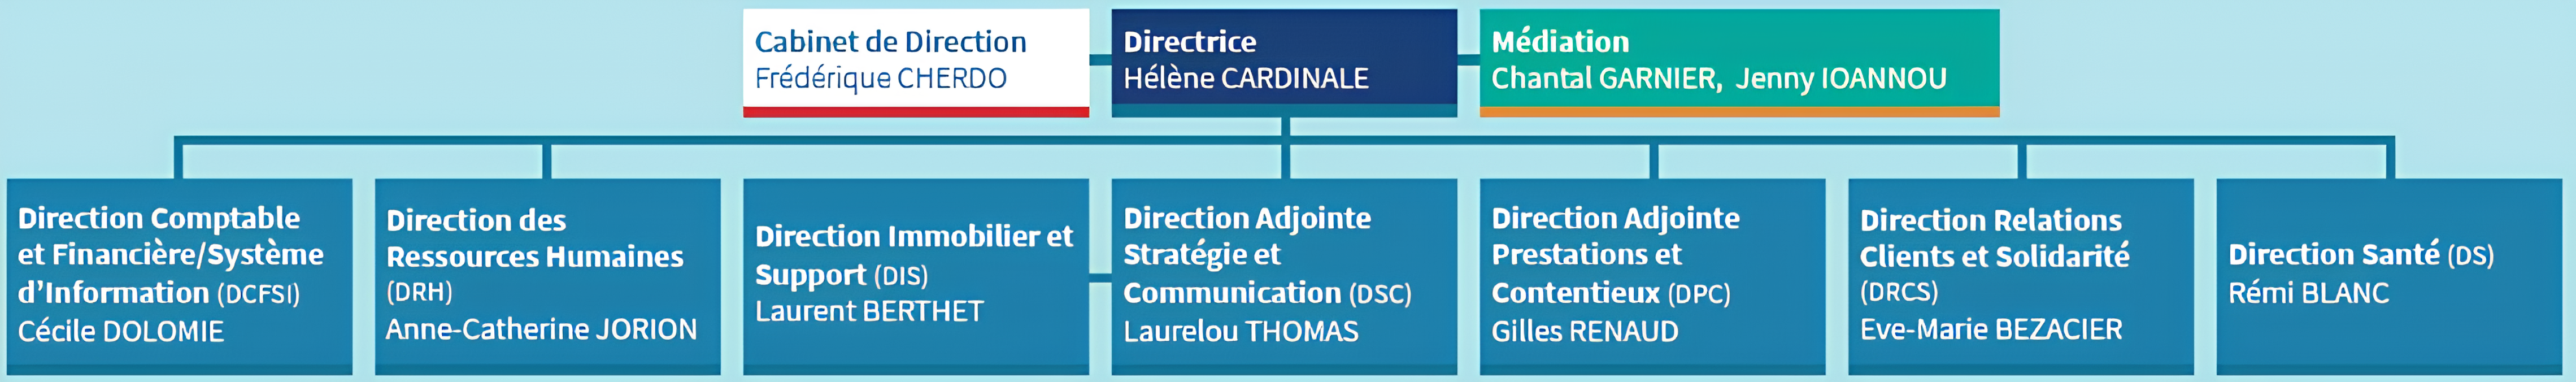 Cabinet de Direction
Frédérique CHERDO
Directrice
Hélène CARDINALE
Médiation
Chantal GARNIER, Jenny IOANNOU
Direction Comptable
et Financière/Système
d'Information (DCFSI)
Cécile DOLOMIE
Direction des
Ressources Humaines
(DRH)
Anne-Catherine JORION
Direction Immobilier et
Support (DIS)
Laurent BERTHET
Direction Adjointe
Stratégie et
Communication (DSC)
Laurelou THOMAS
Direction Adjointe
Prestations et
Contentieux (DPC)
Gilles RENAUD
Direction Relations
Clients et Solidarité
(DRCS)
Eve-Marie BEZACIER
Direction Santé (DS)
Rémi BLANC